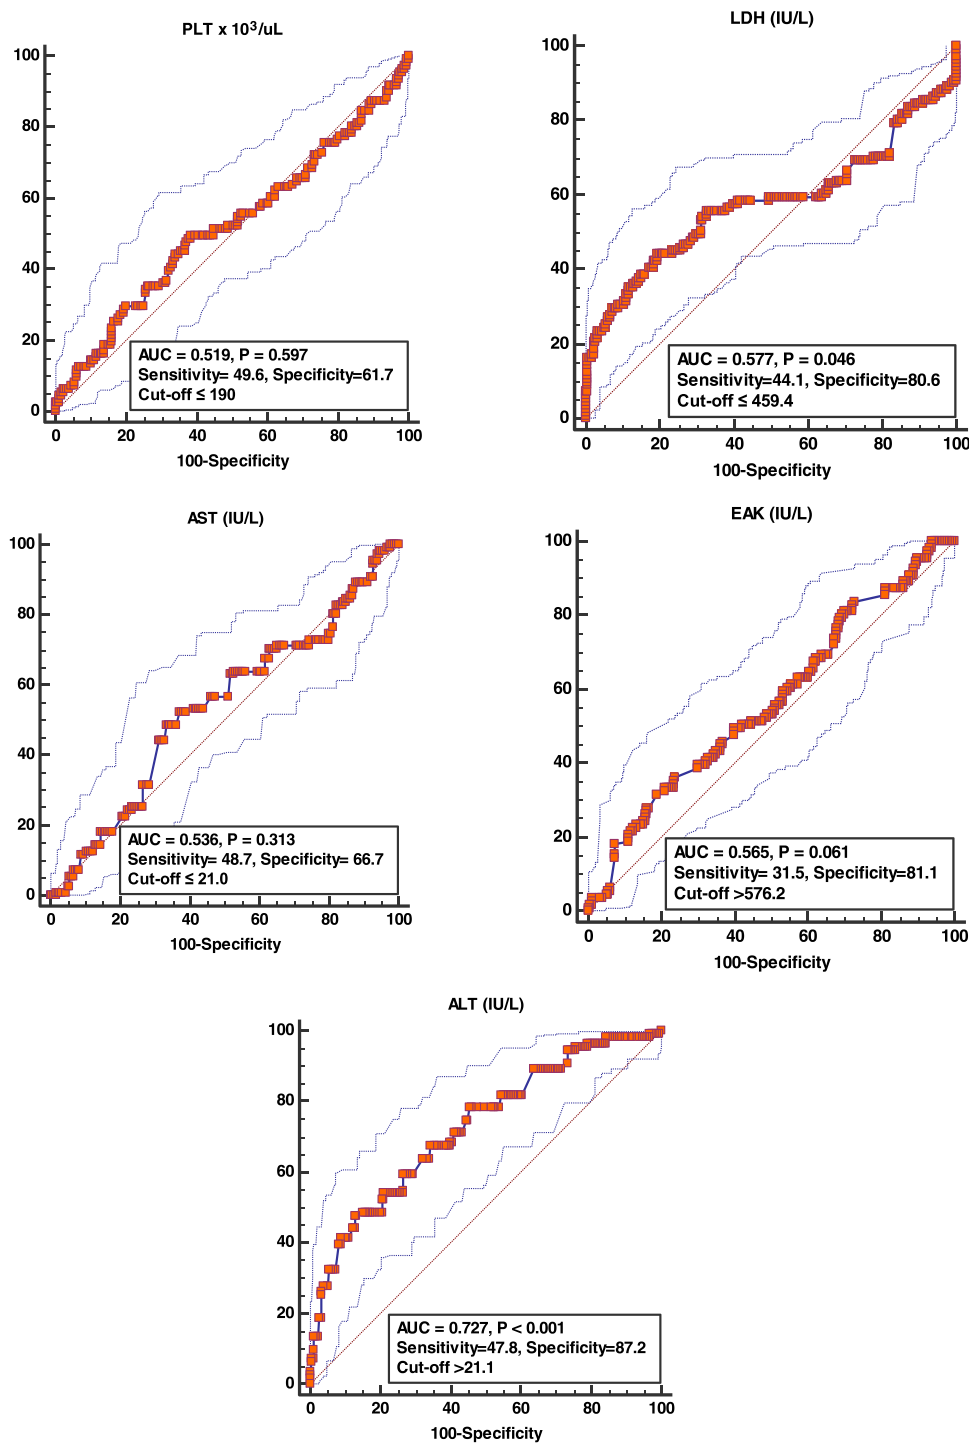 PLT x 10³/uL
100
80
60
40
20
0
AUC = 0.519, P = 0.597
Sensitivity= 49.6, Specificity=61.7
Cut-off ≤ 190
0 20 40 60 80 100
100-Specificity
LDH (IU/L)
100
80
60
40
20
0
AUC = 0.577, P = 0.046
Sensitivity=44.1, Specificity=80.6
Cut-off ≤ 459.4
0 20 40 60 80 100
100-Specificity
AST (IU/L)
100
80
60
40
20
0
AUC = 0.536, P = 0.313
Sensitivity= 48.7, Specificity= 66.7
Cut-off ≤ 21.0
0 20 40 60 80 100
100-Specificity
EAK (IU/L)
100
80
60
40
20
0
AUC = 0.565, P = 0.061
Sensitivity= 31.5, Specificity=81.1
Cut-off >576.2
0 20 40 60 80 100
100-Specificity
ALT (IU/L)
100
80
60
40
20
0
AUC = 0.727, P < 0.001
Sensitivity=47.8, Specificity=87.2
Cut-off >21.1
0 20 40 60 80 100
100-Specificity